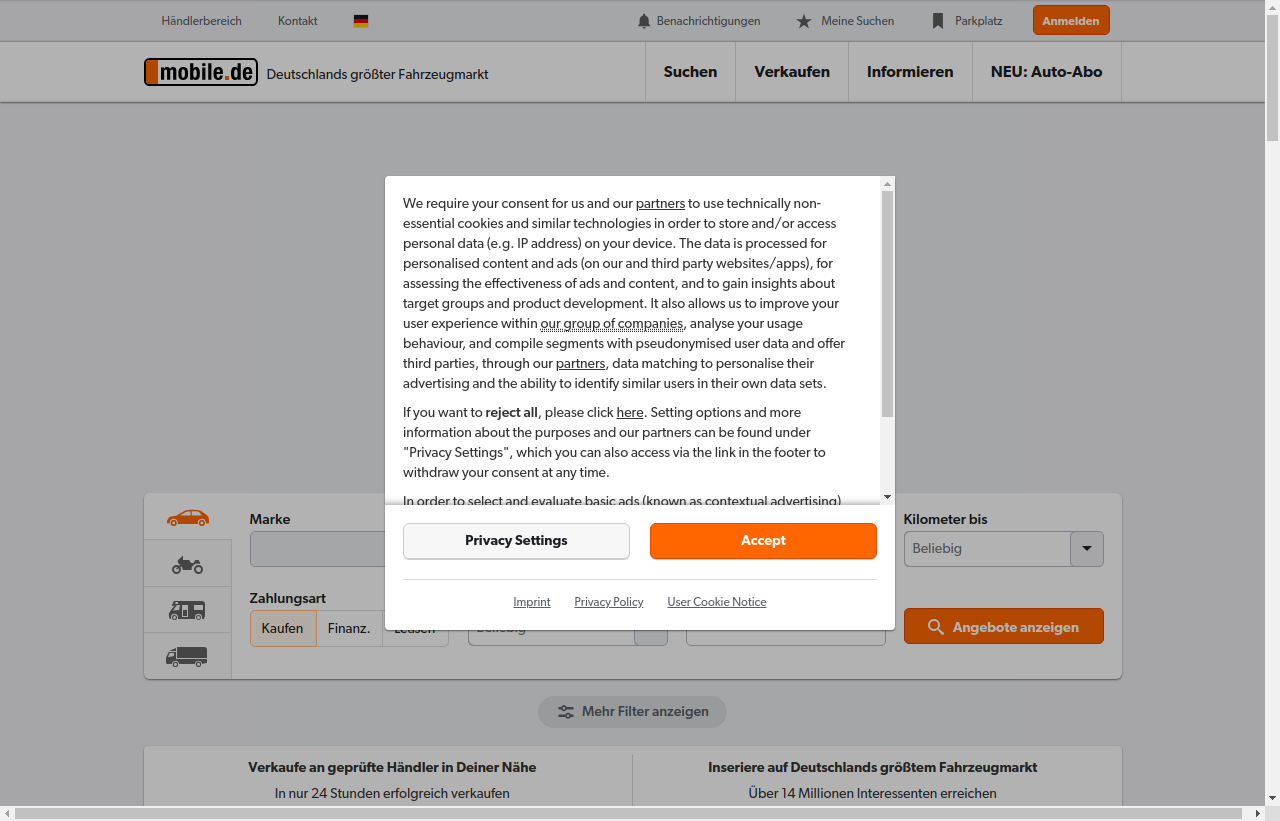 Händlerbereich Kontakt Benachrichtigungen Meine Suchen Parkplatz Anmelden
mobile.de Deutschlands größter Fahrzeugmarkt Suchen Verkaufen Informieren NEU: Auto-Abo
We require your consent for us and our partners to use technically non-
essential cookies and similar technologies in order to store and/or access
personal data (e.g. IP address) on your device. The data is processed for
personalised content and ads (on our and third party websites/apps), for
assessing the effectiveness of ads and content, and to gain insights about
target groups and product development. It also allows us to improve your
user experience within our group of companies, analyse your usage
behaviour, and compile segments with pseudonymised user data and offer
third parties, through our partners, data matching to personalise their
advertising and the ability to identify similar users in their own data sets.
If you want to reject all, please click here. Setting options and more
information about the purposes and our partners can be found under
"Privacy Settings", which you can also access via the link in the footer to
withdraw your consent at any time.
In order to select and evaluate basic ads (known as contextual advertising)
Privacy Settings Accept
Imprint Privacy Policy User Cookie Notice
Marke Kilometer bis
Beliebig
Zahlungsart
Kaufen Finanz. Leasen Beliebig Angebote anzeigen
Mehr Filter anzeigen
Verkaufe an geprüfte Händler in Deiner Nähe Inseriere auf Deutschlands größtem Fahrzeugmarkt
In nur 24 Stunden erfolgreich verkaufen Über 14 Millionen Interessenten erreichen